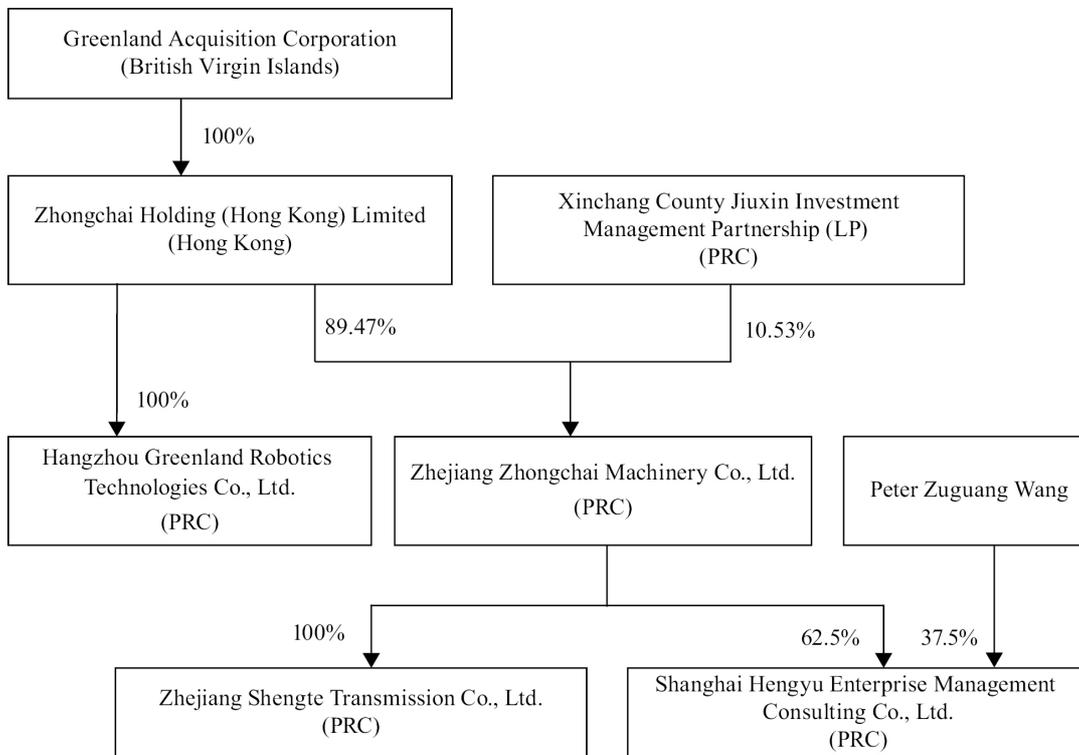 Greenland Acquisition Corporation
(British Virgin Islands)
100%
Zhongchai Holding (Hong Kong) Limited
(Hong Kong)
Xinchang County Jiuxin Investment
Management Partnership (LP)
(PRC)
89.47%
10.53%
100%
Hangzhou Greenland Robotics
Technologies Co., Ltd.
(PRC)
Zhejiang Zhongchai Machinery Co., Ltd.
(PRC)
Peter Zuguang Wang
100%
62.5%
37.5%
Zhejiang Shengte Transmission Co., Ltd.
(PRC)
Shanghai Hengyu Enterprise Management
Consulting Co., Ltd.
(PRC)